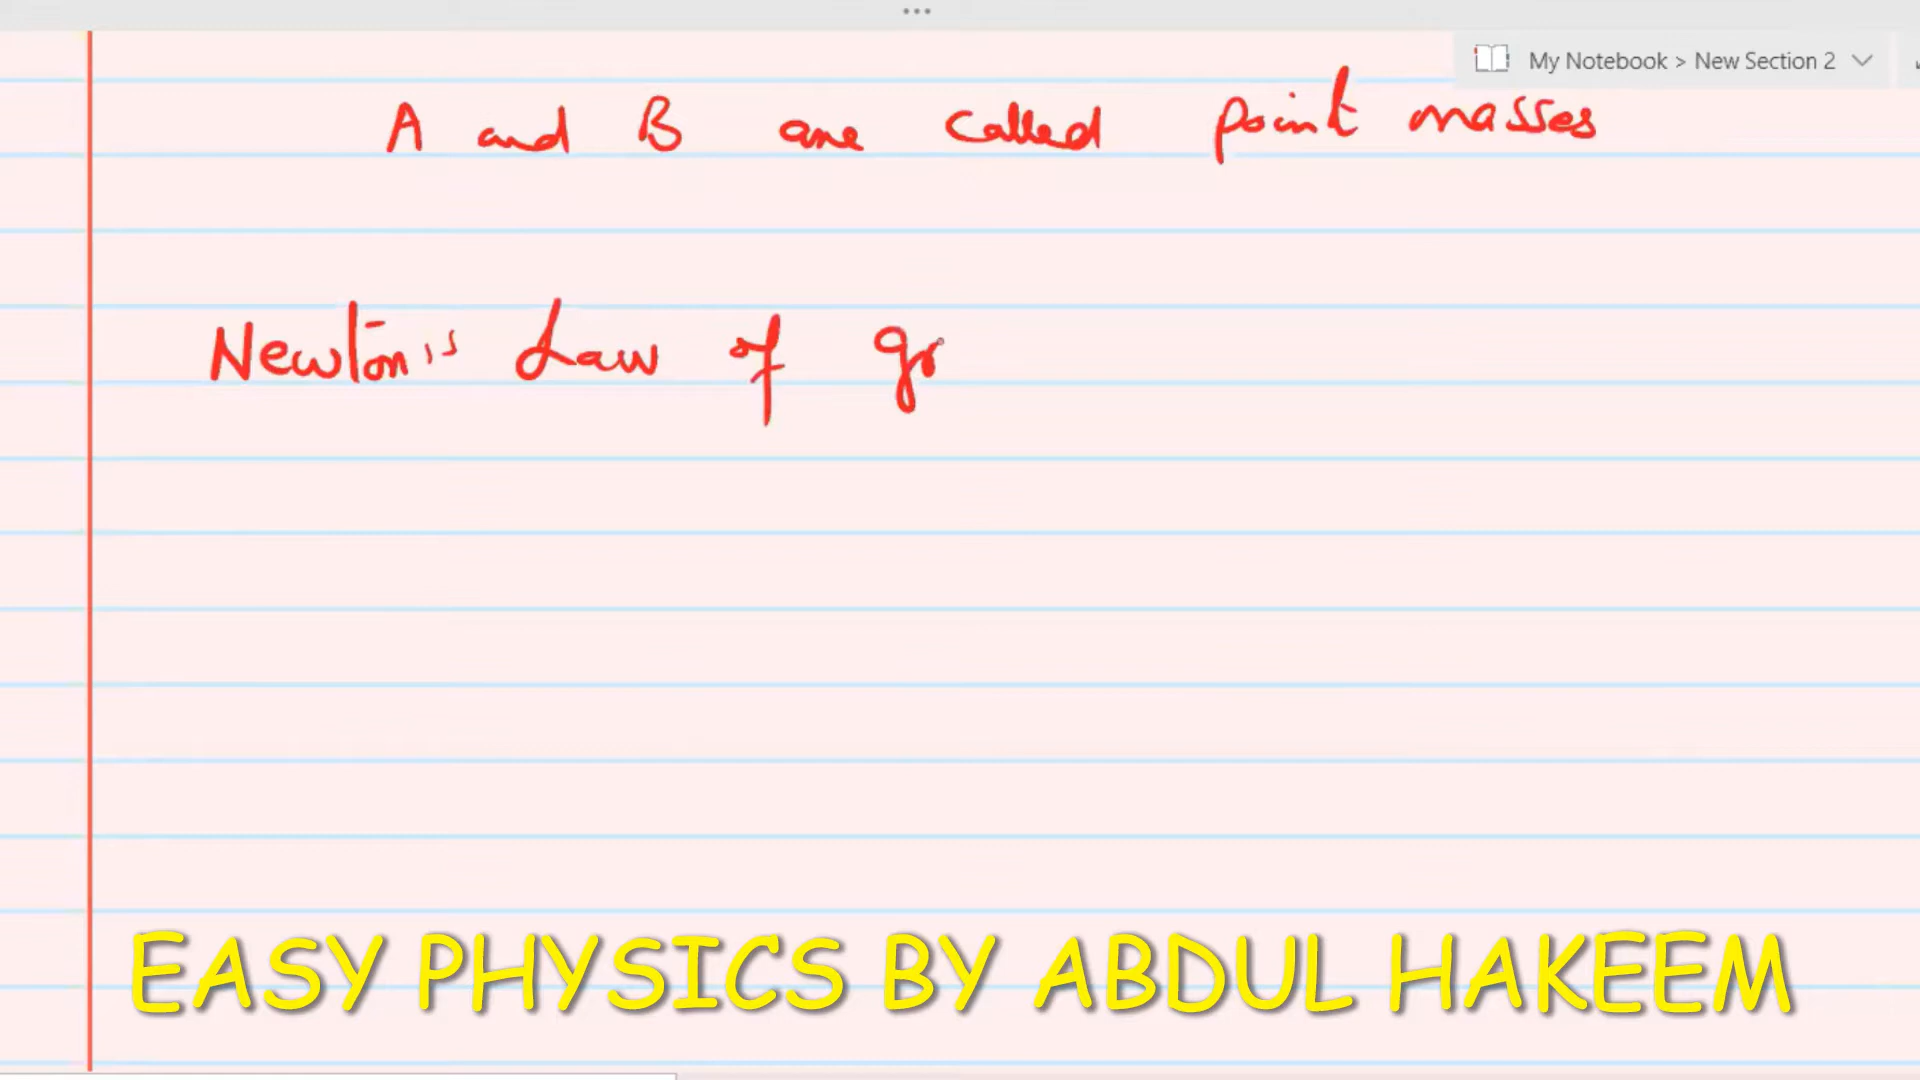 My Notebook > New Section 2
A and B are called point masses
Newton's Law of gr
EASY PHYSICS BY ABDUL HAKEEM